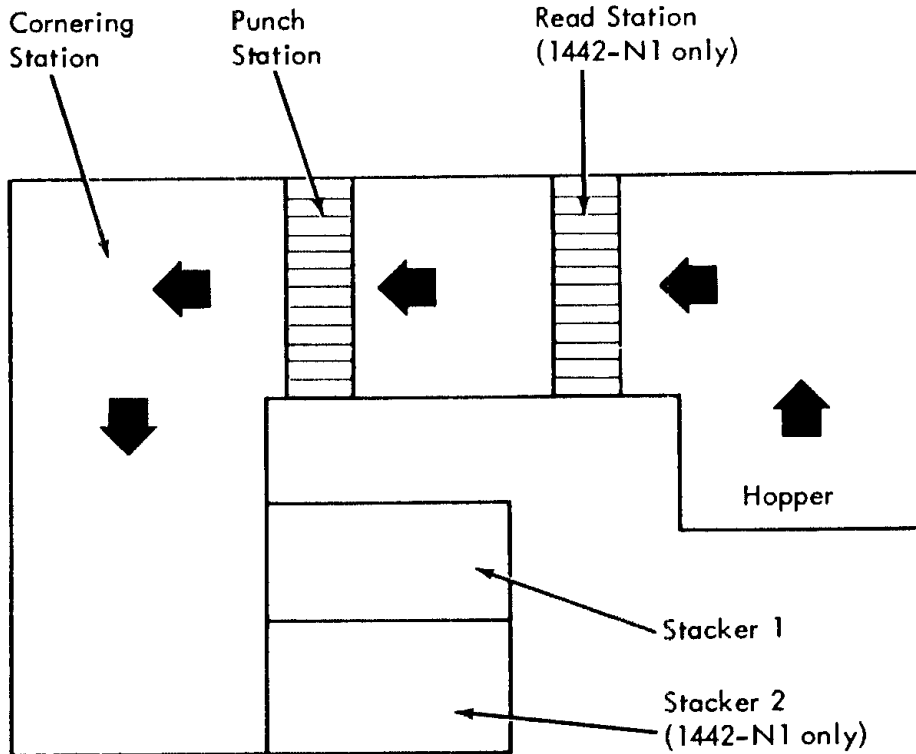 Cornering
Station
Punch
Station
Read Station
(1442-N1 only)
Hopper
Stacker 1
Stacker 2
(1442-N1 only)